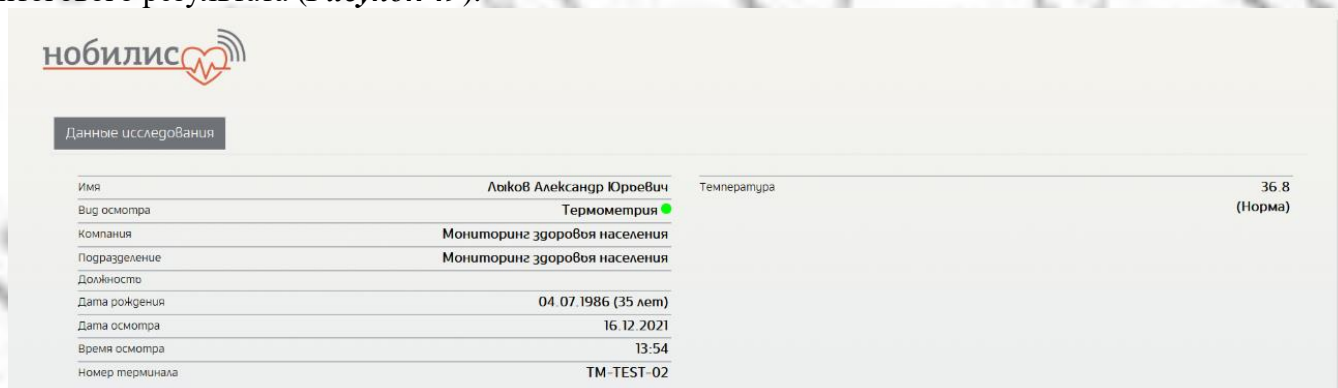 нобилис
Данные исследования
Имя Лыков Александр Юрьевич
Вид осмотра Термометрия
Компания Мониторинг здоровья населения
Подразделение Мониторинг здоровья населения
Должность
Дата рождения 04.07.1986 (35 лет)
Дата осмотра 16.12.2021
Время осмотра 13:54
Номер терминала TM-TEST-02
Температура 36.8
(Норма)